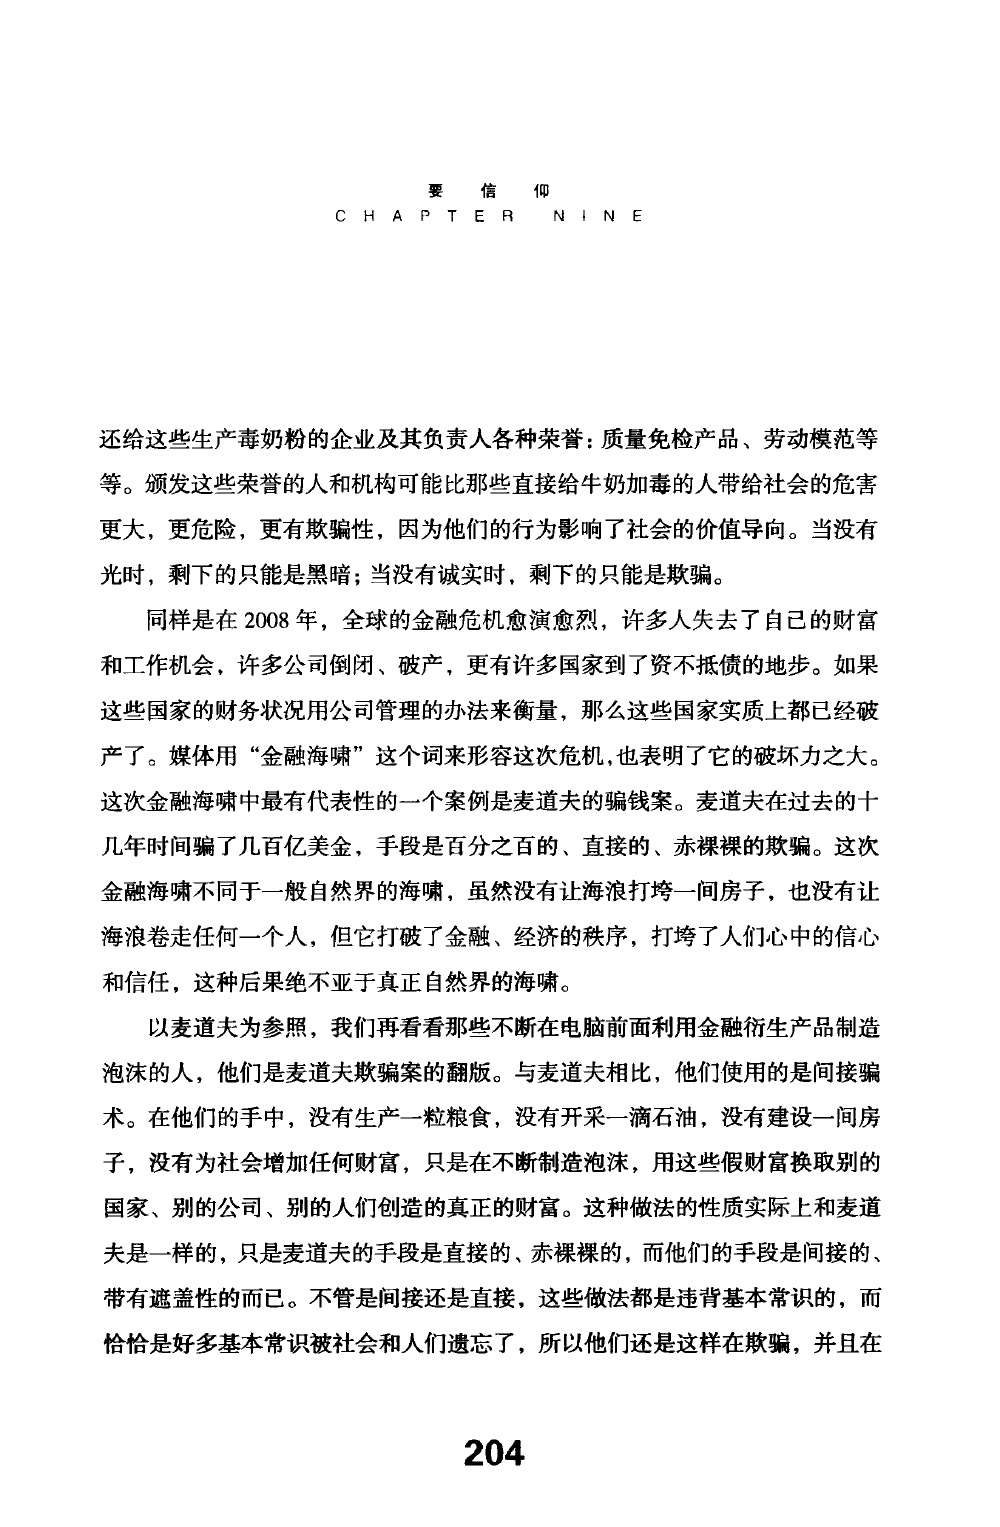 要 信 仰
CHAPTER NINE
还给这些生产毒奶粉的企业及其负责人各种荣誉：质量免检产品、劳动模范等
等。颁发这些荣誉的人和机构可能比那些直接给牛奶加毒的人带给社会的危害
更大，更危险，更有欺骗性，因为他们的行为影响了社会的价值导向。当没有
光时，剩下的只能是黑暗；当没有诚实时，剩下的只能是欺骗。
同样是在 2008 年，全球的金融危机愈演愈烈，许多人失去了自己的财富
和工作机会，许多公司倒闭、破产，更有许多国家到了资不抵债的地步。如果
这些国家的财务状况用公司管理的办法来衡量，那么这些国家实质上都已经破
产了。媒体用“金融海啸”这个词来形容这次危机，也表明了它的破坏力之大。
这次金融海啸中最有代表性的一个案例是麦道夫的骗钱案。麦道夫在过去的十
几年时间骗了几百亿美金，手段是百分之百的、直接的、赤裸裸的欺骗。这次
金融海啸不同于一般自然界的海啸，虽然没有让海浪打垮一间房子，也没有让
海浪卷走任何一个人，但它打破了金融、经济的秩序，打垮了人们心中的信心
和信任，这种后果绝不亚于真正自然界的海啸。
以麦道夫为参照，我们再看看那些不断在电脑前面利用金融衍生产品制造
泡沫的人，他们是麦道夫欺骗案的翻版。与麦道夫相比，他们使用的是间接骗
术。在他们的手中，没有生产一粒粮食，没有开采一滴石油，没有建设一间房
子，没有为社会增加任何财富，只是在不断制造泡沫，用这些假财富换取别的
国家、别的公司、别的人们创造的真正的财富。这种做法的性质实际上和麦道
夫是一样的，只是麦道夫的手段是直接的、赤裸裸的，而他们的手段是间接的、
带有遮盖性的而已。不管是间接还是直接，这些做法都是违背基本常识的，而
恰恰是好多基本常识被社会和人们遗忘了，所以他们还是这样在欺骗，并且在
204